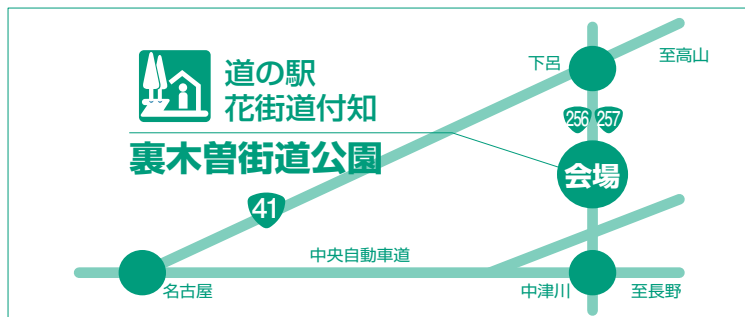 道の駅
花街道付知
裏木曽街道公園
下呂
至高山
256 257
会場
41
中央自動車道
名古屋
中津川
至長野